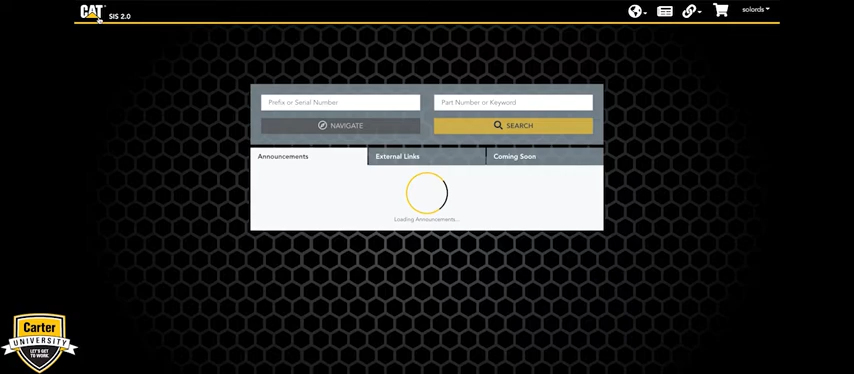 CAT SIS 2.0
solords
Prefix or Serial Number
Part Number or Keyword
NAVIGATE
SEARCH
Announcements
External Links
Coming Soon
Loading Announcements...
Carter
UNIVERSITY
LET'S GET
TO WORK